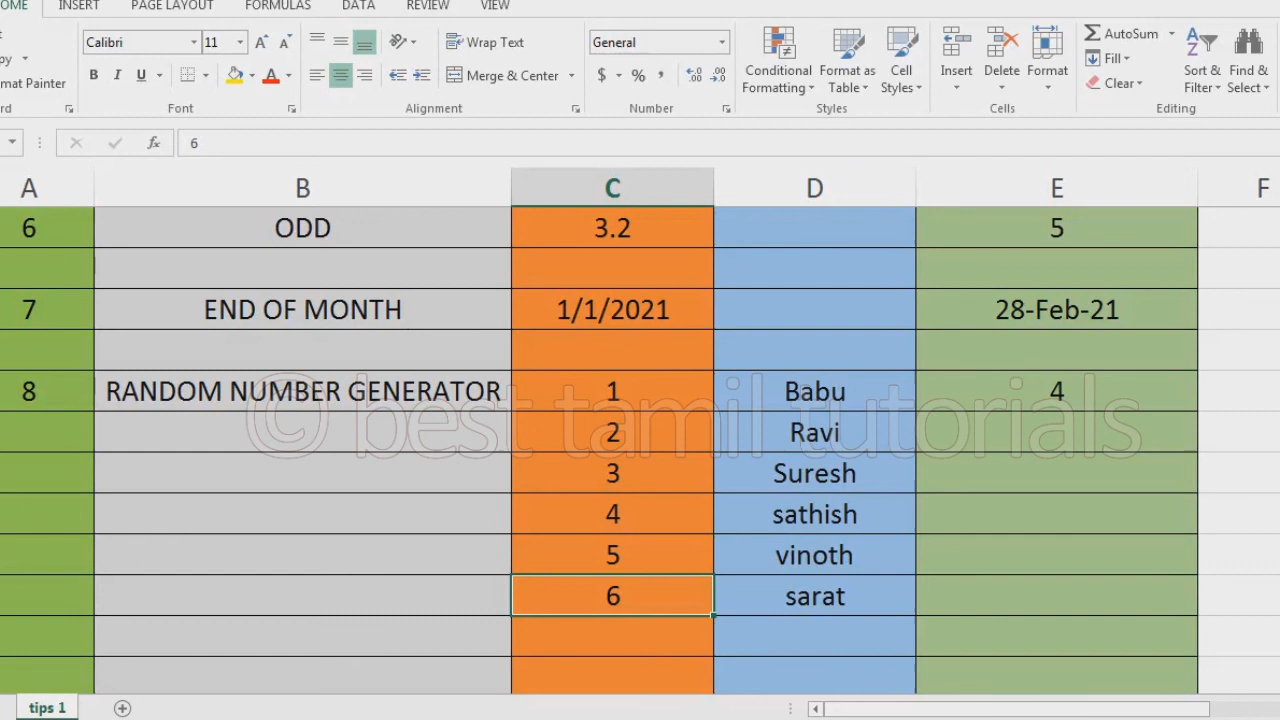 OME INSERT PAGE LAYOUT FORMULAS DATA REVIEW VIEW
Calibri 11 A A Wrap Text General AutoSum
py Fill
B I U A Merge & Center $ % , .00 Conditional Formatting Format as Table Cell Styles Insert Delete Format Clear Sort & Filter Find & Select
mat Painter
rd Font Alignment Number Styles Cells Editing
fx 6
A B C D E F
6 ODD 3.2 5
7 END OF MONTH 1/1/2021 28-Feb-21
8 RANDOM NUMBER GENERATOR 1 Babu 4
© best tamil tutorials
2 Ravi
3 Suresh
4 sathish
5 vinoth
6 sarat
tips 1